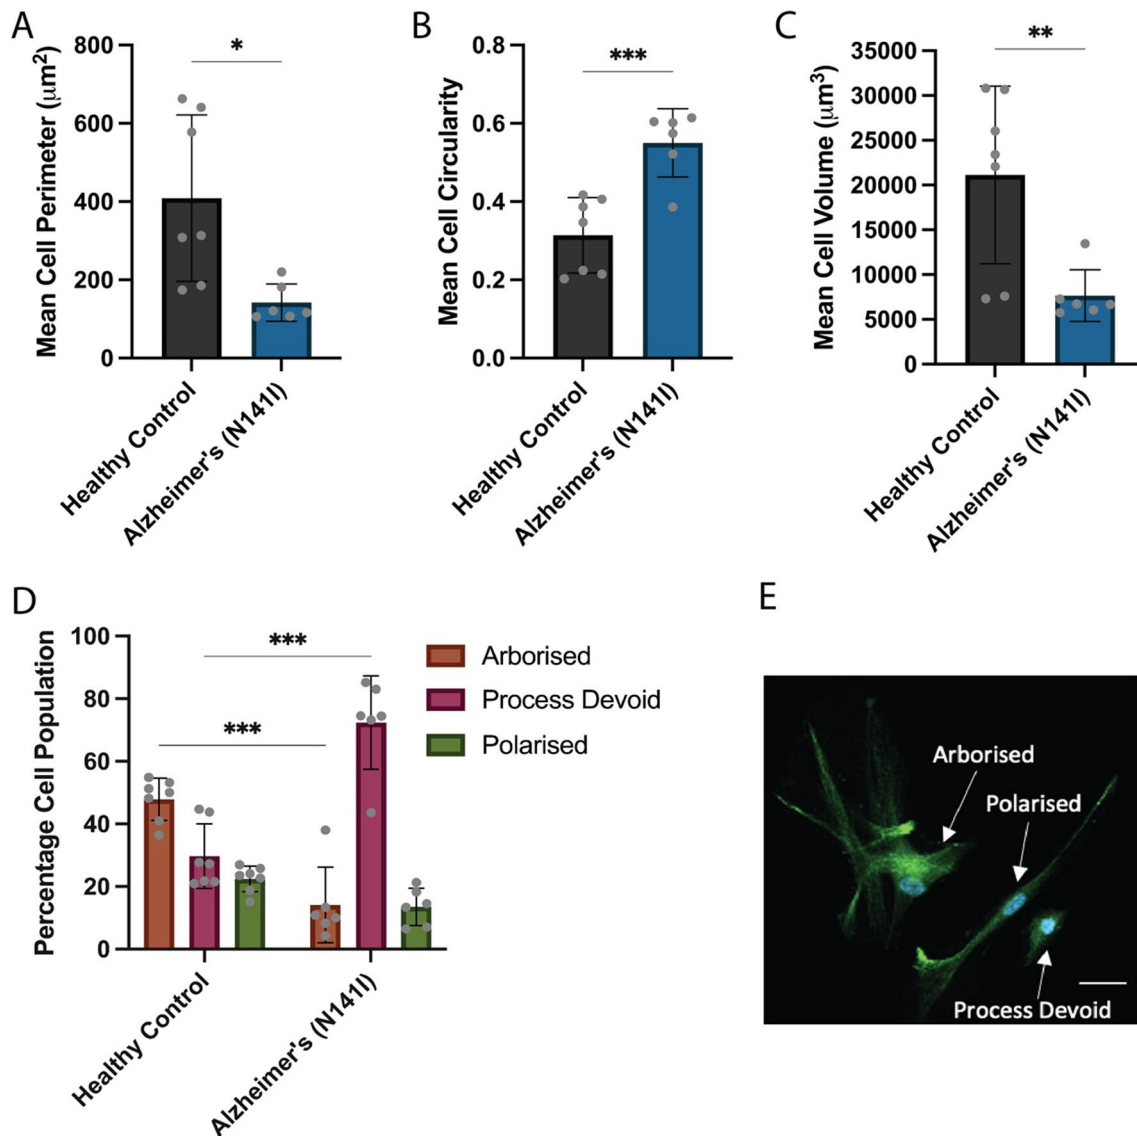 A
Mean Cell Perimeter (μm²)
800
600
400
200
0
*
Healthy Control
Alzheimer's (N141I)
B
Mean Cell Circularity
0.8
0.6
0.4
0.2
0.0
***
Healthy Control
Alzheimer's (N141I)
C
Mean Cell Volume (μm³)
35000
30000
25000
20000
15000
10000
5000
0
**
Healthy Control
Alzheimer's (N141I)
D
Percentage Cell Population
100
80
60
40
20
0
***
***
Healthy Control
Alzheimer's (N141I)
Arborised
Process Devoid
Polarised
E
Arborised
Polarised
Process Devoid